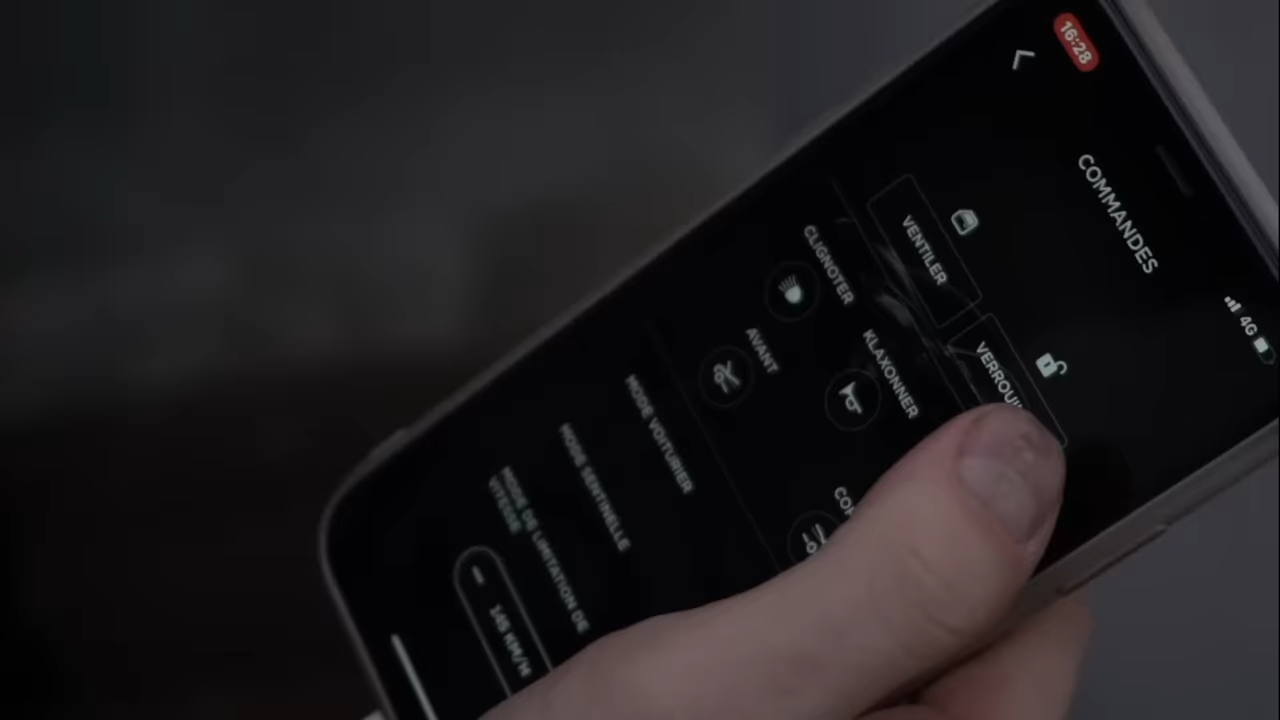 16:28
4G
COMMANDES
VENTILER
VERROUI
CLIGNOTER
KLAXONNER
AVANT
MODE VOITURIER
MODE SENTINELLE
MODE DE LIMITATION DE
VITESSE
- 145 KM/H